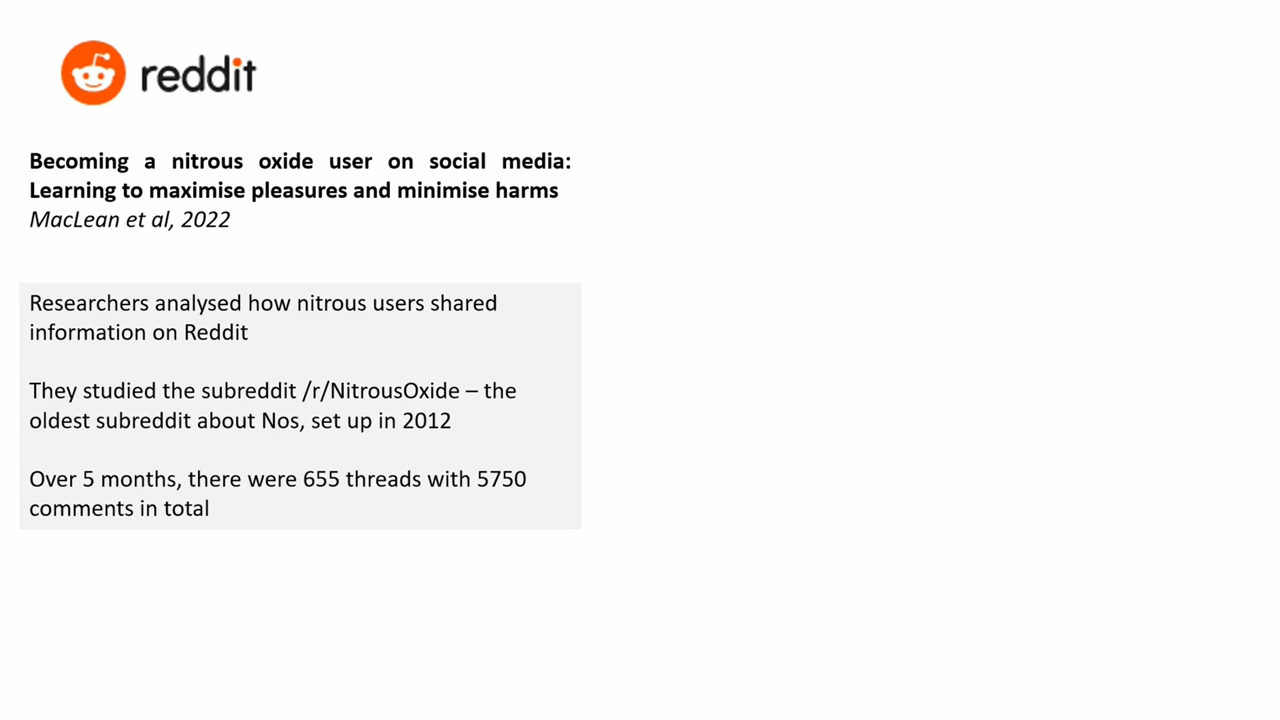 reddit
Becoming a nitrous oxide user on social media:
Learning to maximise pleasures and minimise harms
MacLean et al, 2022
Researchers analysed how nitrous users shared
information on Reddit
They studied the subreddit /r/NitrousOxide – the
oldest subreddit about Nos, set up in 2012
Over 5 months, there were 655 threads with 5750
comments in total